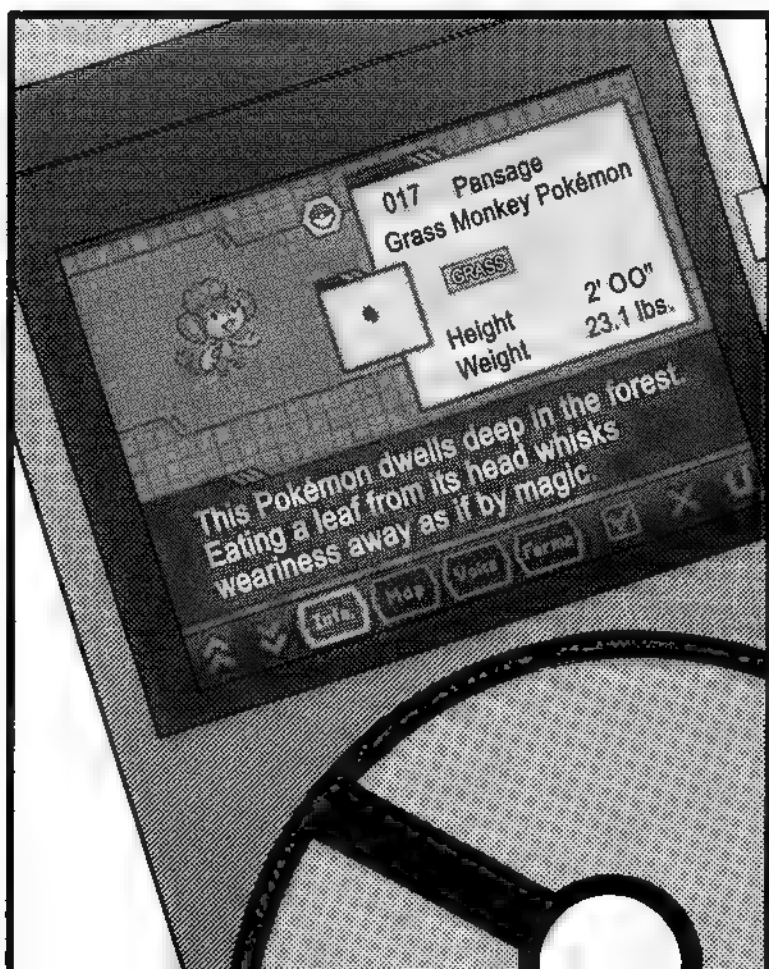 017 Pansage
Grass Monkey Pokémon
GRASS
Height 2' 00"
Weight 23.1 lbs.
This Pokémon dwells deep in the forest.
Eating a leaf from its head whisks
weariness away as if by magic.
Info Map Voice Forms